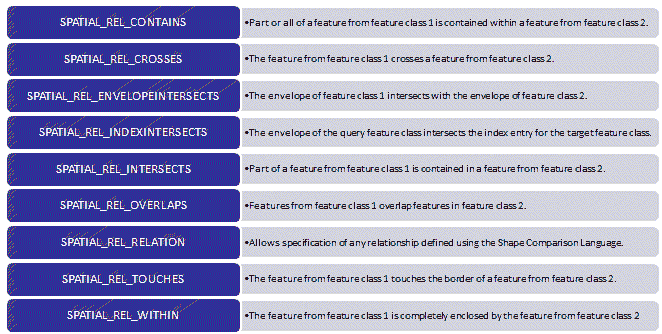 SPATIAL_REL_CONTAINS
•Part or all of a feature from feature class 1 is contained within a feature from feature class 2.
SPATIAL_REL_CROSSES
•The feature from feature class 1 crosses a feature from feature class 2.
SPATIAL_REL_ENVELOPEINTERSECTS
•The envelope of feature class 1 intersects with the envelope of feature class 2.
SPATIAL_REL_INDEXINTERSECTS
•The envelope of the query feature class intersects the index entry for the target feature class.
SPATIAL_REL_INTERSECTS
•Part of a feature from feature class 1 is contained in a feature from feature class 2.
SPATIAL_REL_OVERLAPS
•Features from feature class 1 overlap features in feature class 2.
SPATIAL_REL_RELATION
•Allows specification of any relationship defined using the Shape Comparison Language.
SPATIAL_REL_TOUCHES
•The feature from feature class 1 touches the border of a feature from feature class 2.
SPATIAL_REL_WITHIN
•The feature from feature class 1 is completely enclosed by the feature from feature class 2